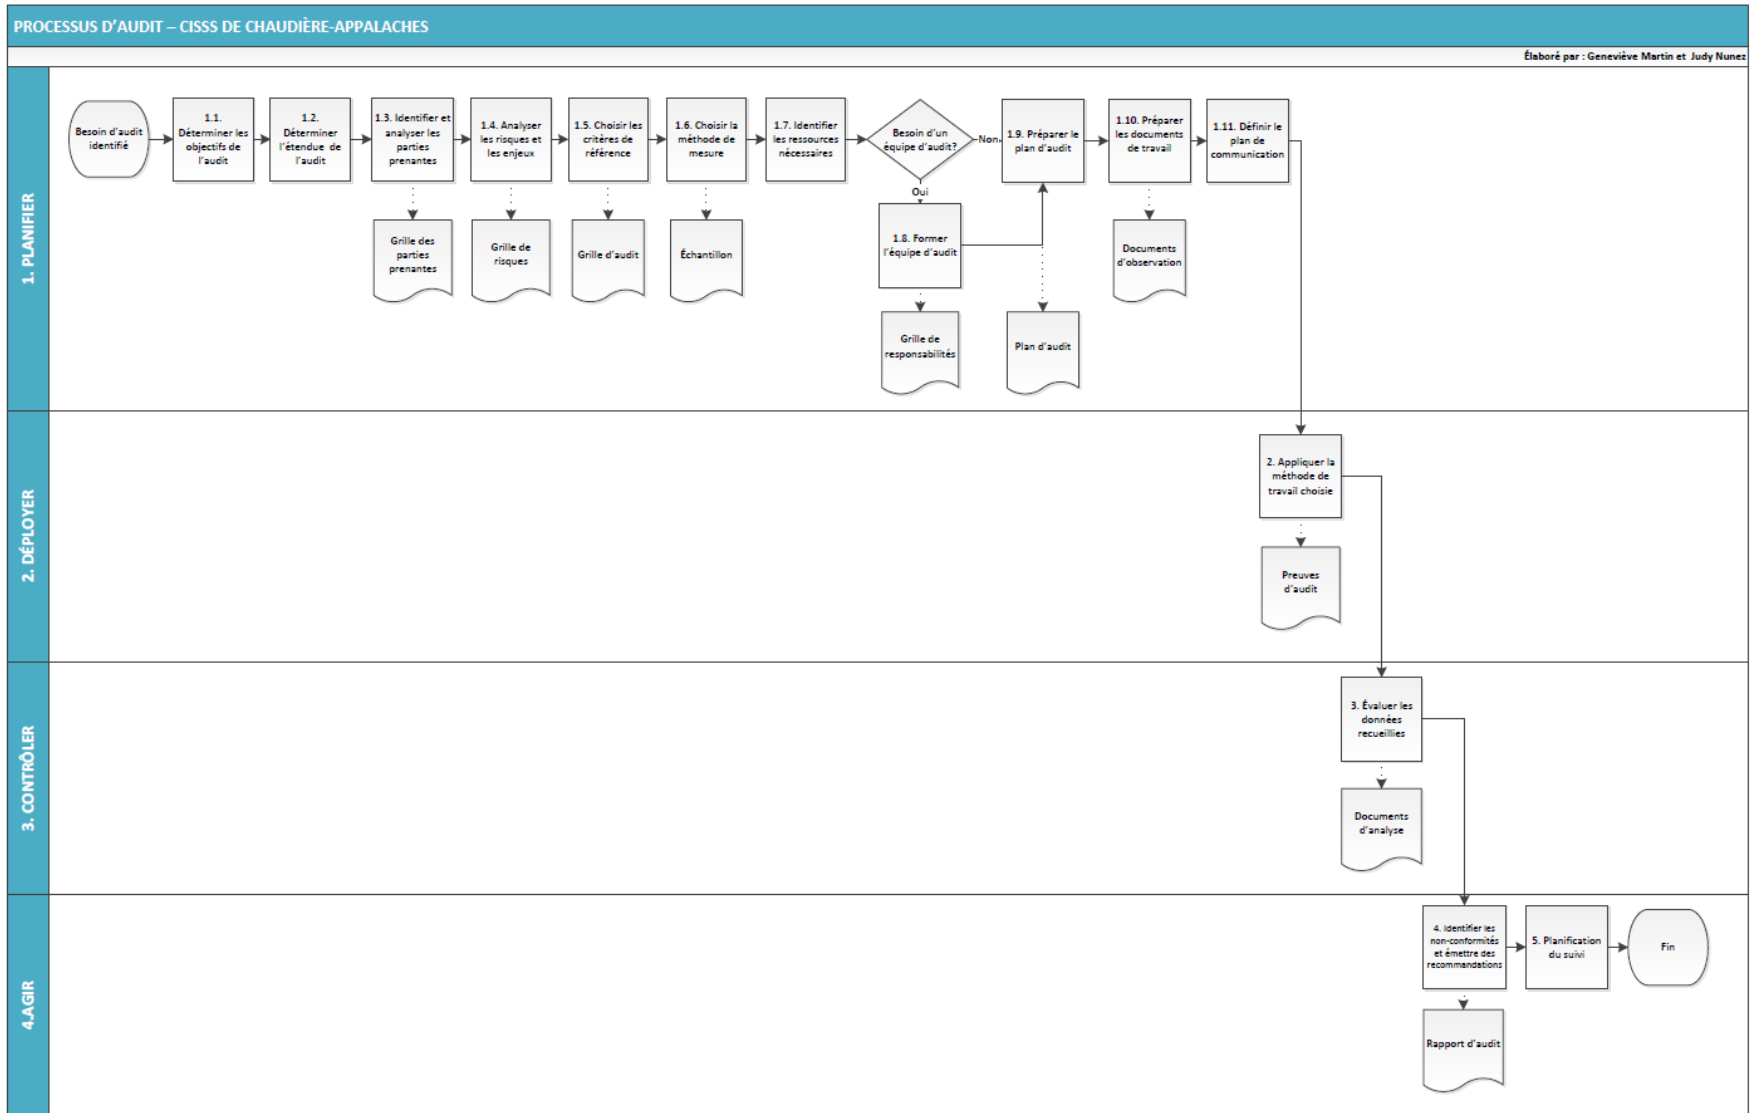 PROCESSUS D'AUDIT – CISSS DE CHAUDIÈRE-APPALACHES
Élaboré par : Geneviève Martin et Judy Nunez
1. PLANIFIER
Besoin d'audit
identifié
1.1.
Déterminer les
objectifs de
l'audit
1.2.
Déterminer
l'étendue de
l'audit
1.3. Identifier et
analyser les
parties
prenantes
1.4. Analyser
les risques et
les enjeux
1.5. Choisir les
critères de
référence
1.6. Choisir la
méthode de
mesure
1.7. Identifier
les ressources
nécessaires
Besoin d'un
équipe d'audit?
Non
Oui
1.9. Préparer le
plan d'audit
1.10. Préparer
les documents
de travail
1.11. Définir le
plan de
communication
Grille des
parties
prenantes
Grille de
risques
Grille d'audit
Échantillon
1.8. Former
l'équipe d'audit
Documents
d'observation
Grille de
responsabilités
Plan d'audit
2. DÉPLOYER
2. Appliquer la
méthode de
travail choisie
Preuves
d'audit
3. CONTRÔLER
3. Évaluer les
données
recueillies
Documents
d'analyse
4.AGIR
4. Identifier les
non-conformités
et émettre des
recommandations
5. Planification
du suivi
Fin
Rapport d'audit